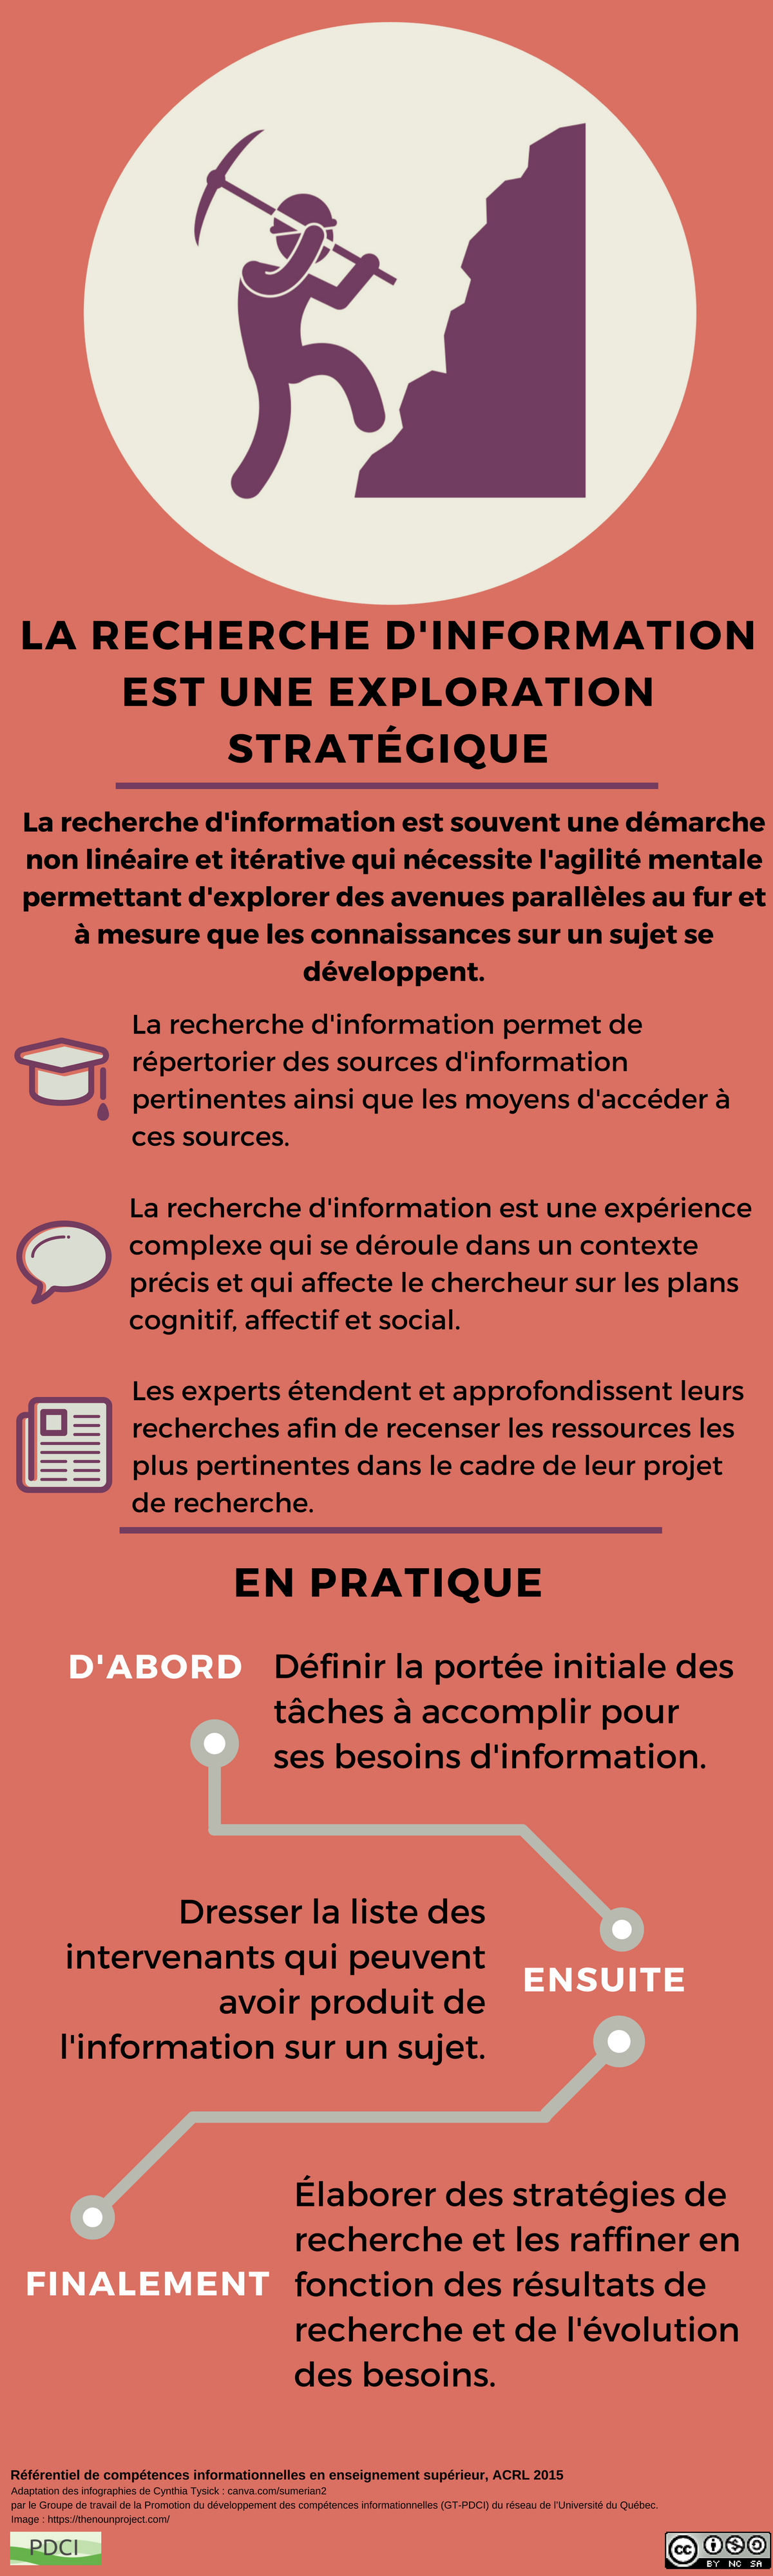 LA RECHERCHE D'INFORMATION
EST UNE EXPLORATION
STRATÉGIQUE
La recherche d'information est souvent une démarche
non linéaire et itérative qui nécessite l'agilité mentale
permettant d'explorer des avenues parallèles au fur et
à mesure que les connaissances sur un sujet se
développent.
La recherche d'information permet de
répertorier des sources d'information
pertinentes ainsi que les moyens d'accéder à
ces sources.
La recherche d'information est une expérience
complexe qui se déroule dans un contexte
précis et qui affecte le chercheur sur les plans
cognitif, affectif et social.
Les experts étendent et approfondissent leurs
recherches afin de recenser les ressources les
plus pertinentes dans le cadre de leur projet
de recherche.
EN PRATIQUE
D'ABORD
Définir la portée initiale des
tâches à accomplir pour
ses besoins d'information.
Dresser la liste des
intervenants qui peuvent
avoir produit de
l'information sur un sujet.
ENSUITE
FINALEMENT
Élaborer des stratégies de
recherche et les raffiner en
fonction des résultats de
recherche et de l'évolution
des besoins.
Référentiel de compétences informationnelles en enseignement supérieur, ACRL 2015
Adaptation des infographies de Cynthia Tysick : canva.com/sumerian2
par le Groupe de travail de la Promotion du développement des compétences informationnelles (GT-PDCI) du réseau de l'Université du Québec.
Image : https://thenounproject.com/
PDCI
cc
BY NC SA